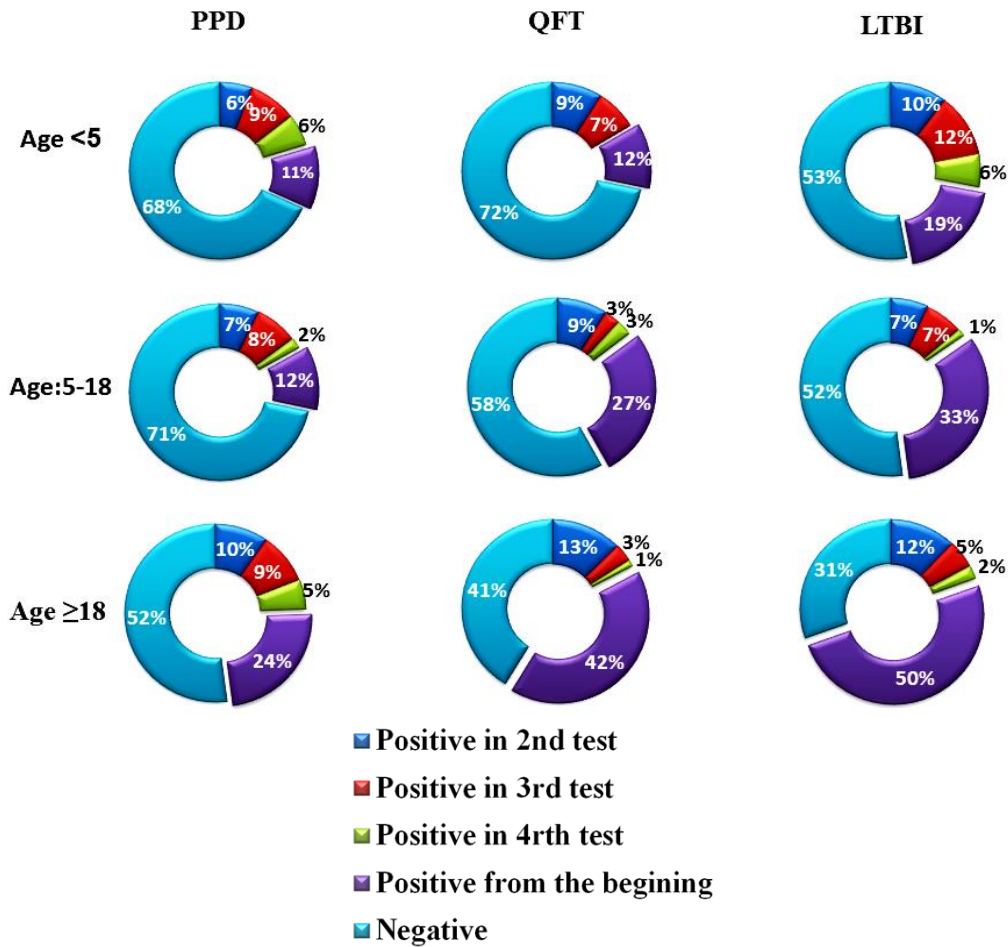 PPD QFT LTBI
Age <5
6% 9% 6% 11% 68%
9% 7% 12% 72%
10% 12% 6% 19% 53%
Age:5-18
7% 8% 2% 12% 71%
9% 3% 3% 27% 58%
7% 7% 1% 33% 52%
Age ≥18
10% 9% 5% 24% 52%
13% 3% 1% 42% 41%
12% 5% 2% 50% 31%
Positive in 2nd test
Positive in 3rd test
Positive in 4rth test
Positive from the begining
Negative